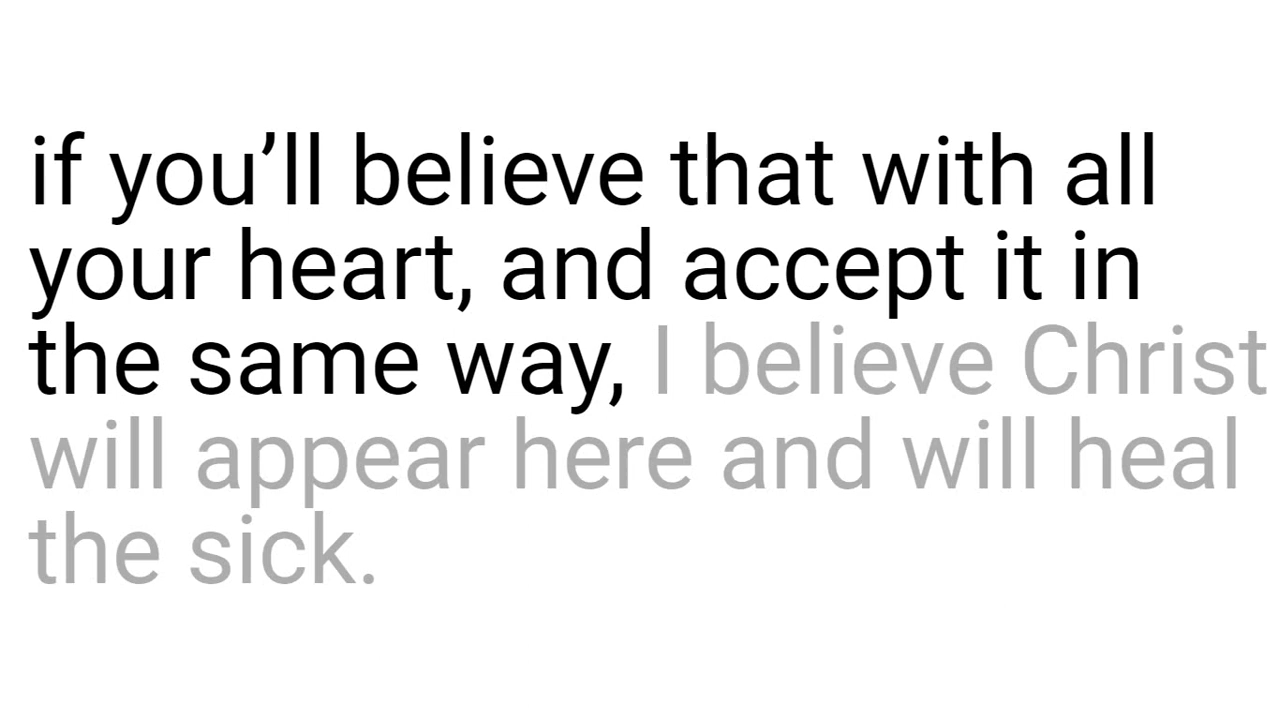 if you’ll believe that with all
your heart, and accept it in
the same way, I believe Christ
will appear here and will heal
the sick.